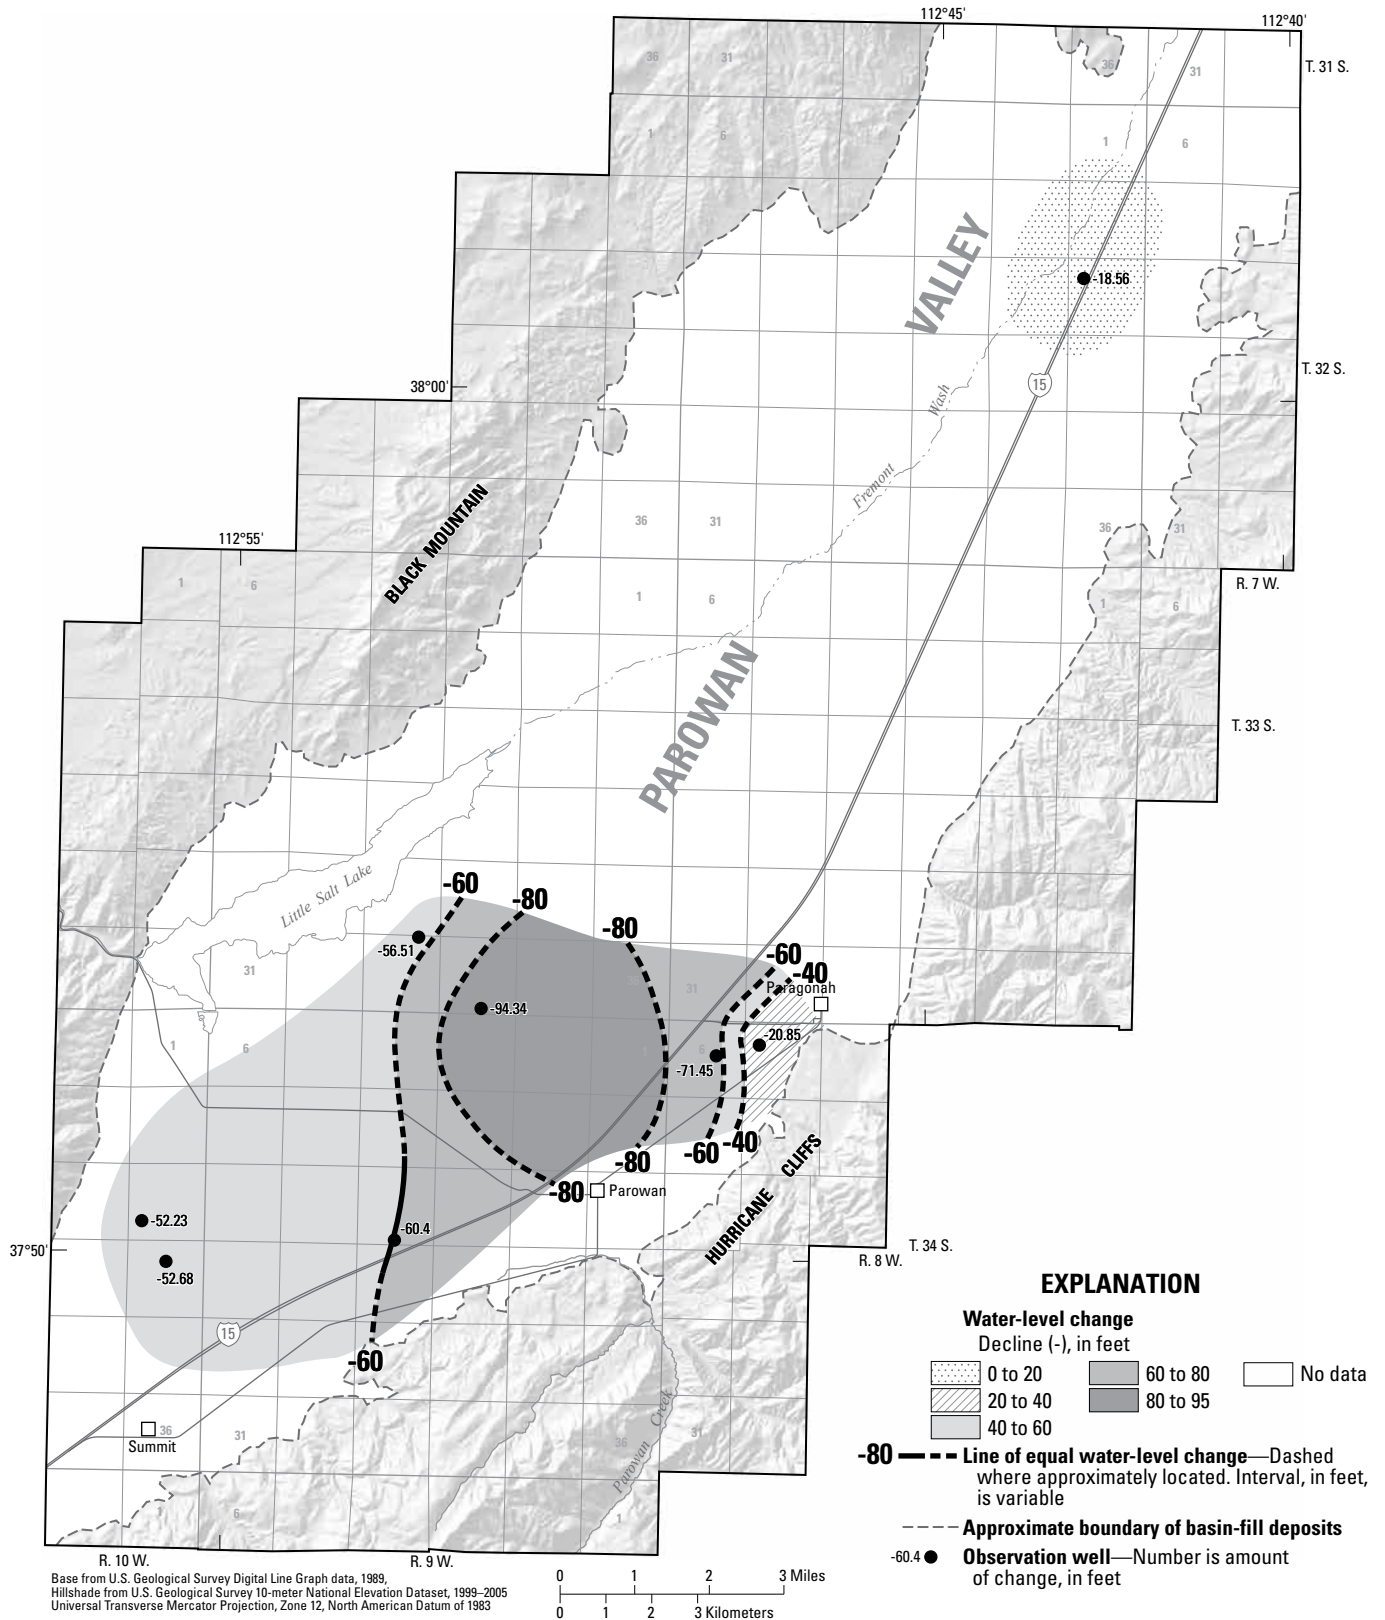 112°45'
112°40'
36
31
36
31
T. 31 S.
1
6
1
6
VALLEY
-18.56
38°00'
15
T. 32 S.
Wash
Fremont
BLACK MOUNTAIN
36
31
36
31
112°55'
1
6
1
6
R. 7 W.
1
6
PAROWAN
T. 33 S.
Little Salt Lake
-60
-80
-80
-56.51
-60
-40
31
36
31
Paragonah
-94.34
-20.85
1
6
1
6
-71.45
-60
-40
-80
-80
Parowan
HURRICANE CLIFFS
-52.23
-60.4
37°50'
-52.68
T. 34 S.
R. 8 W.
15
-60
Parowan Creek
36
31
36
31
Summit
1
6
1
R. 10 W.
R. 9 W.
EXPLANATION
Water-level change
Decline (-), in feet
0 to 20
60 to 80
No data
20 to 40
80 to 95
40 to 60
-80
Line of equal water-level change—Dashed
where approximately located. Interval, in feet,
is variable
Approximate boundary of basin-fill deposits
-60.4
Observation well—Number is amount
of change, in feet
Base from U.S. Geological Survey Digital Line Graph data, 1989,
Hillshade from U.S. Geological Survey 10-meter National Elevation Dataset, 1999–2005
Universal Transverse Mercator Projection, Zone 12, North American Datum of 1983
0 1 2 3 Miles
0 1 2 3 Kilometers